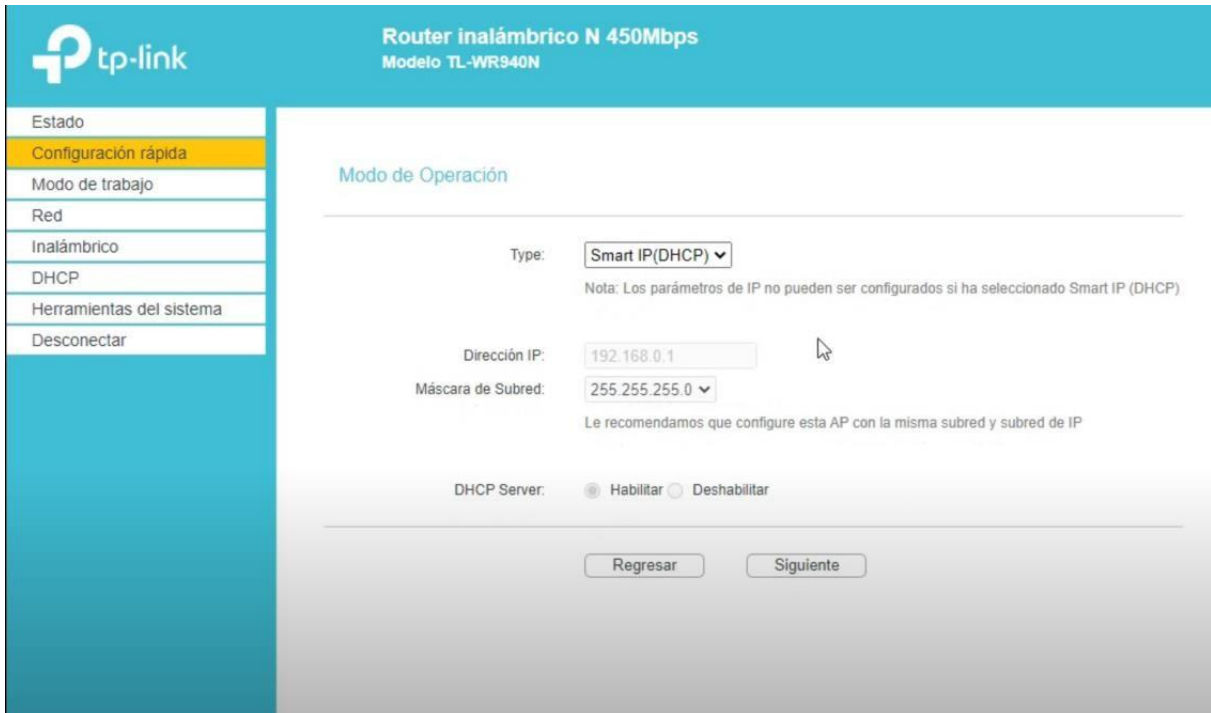 tp-link
Router inalámbrico N 450Mbps
Modelo TL-WR940N
Estado
Configuración rápida
Modo de trabajo
Red
Inalámbrico
DHCP
Herramientas del sistema
Desconectar
Modo de Operación
Type: Smart IP(DHCP)
Nota: Los parámetros de IP no pueden ser configurados si ha seleccionado Smart IP (DHCP)
Dirección IP: 192.168.0.1
Máscara de Subred: 255.255.255.0
Le recomendamos que configure esta AP con la misma subred y subred de IP
DHCP Server: Habilitar Deshabilitar
Regresar Siguiente